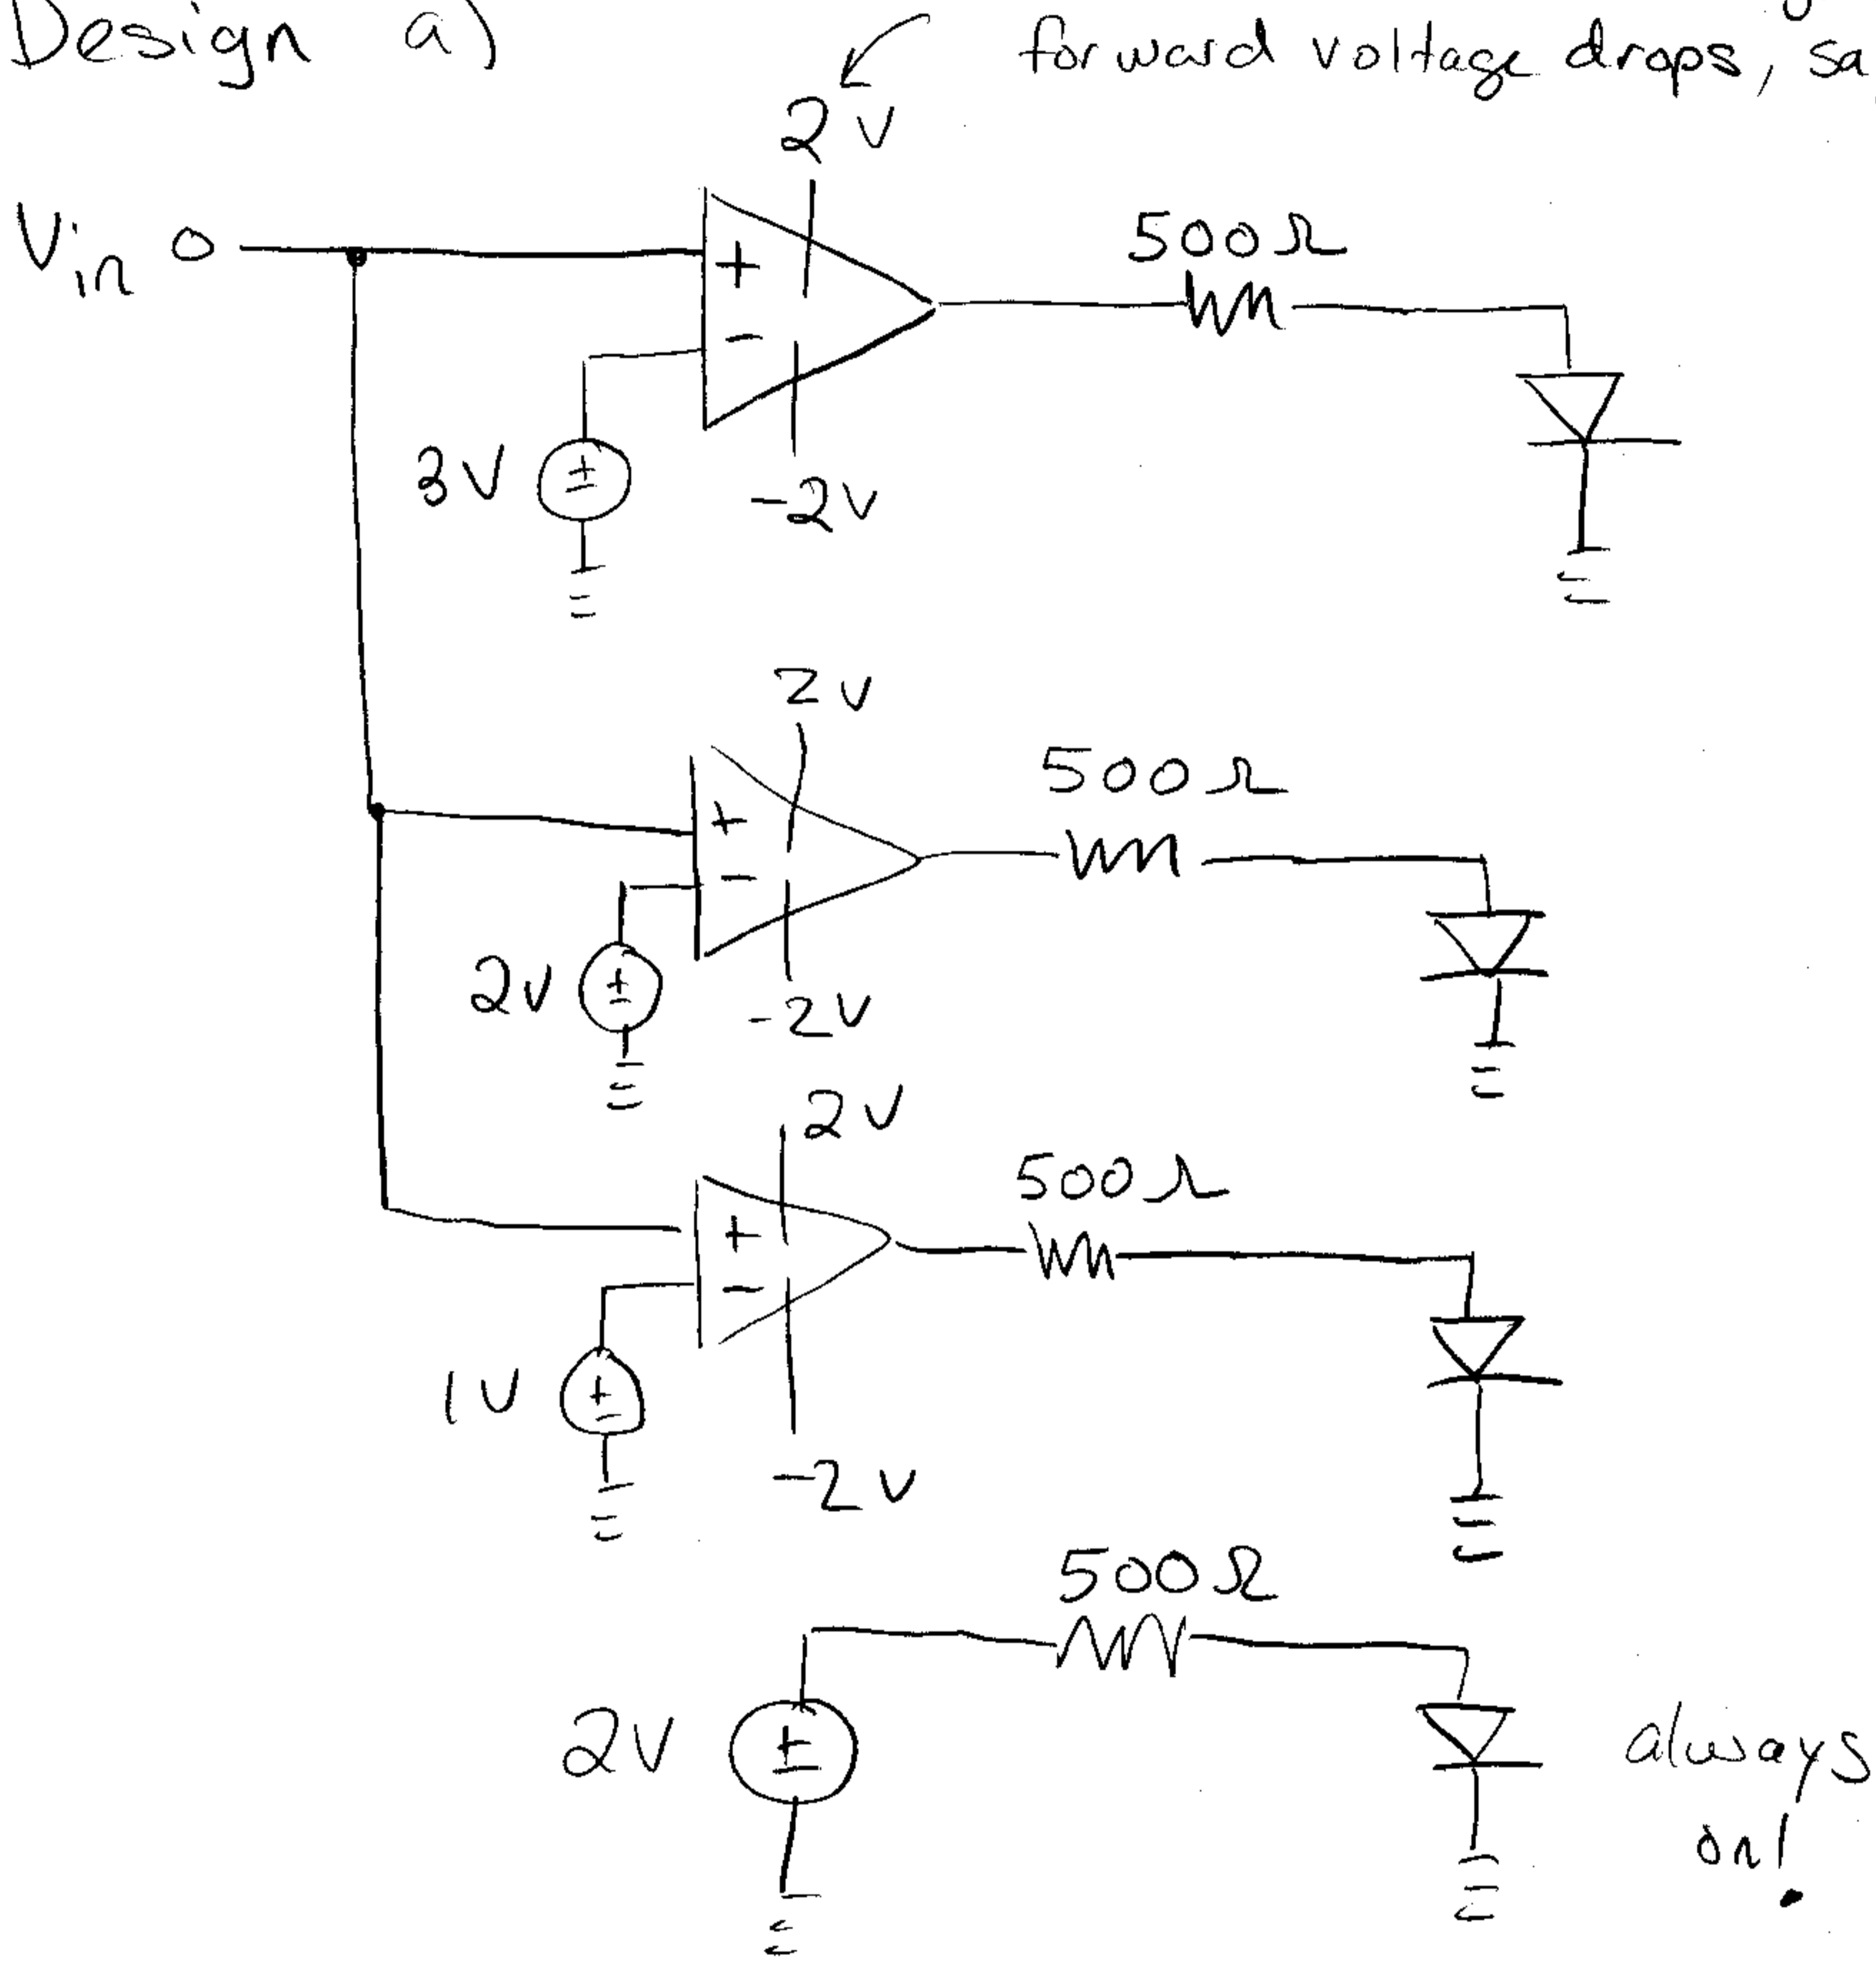 Design a)
forward voltage drops, sa
2V
Vin
+
-
500Ω
3V
+
-
-2V
2V
+
-
500Ω
2V
+
-
-2V
2V
+
-
500Ω
1V
+
-
-2V
500Ω
2V
+
-
always
on!